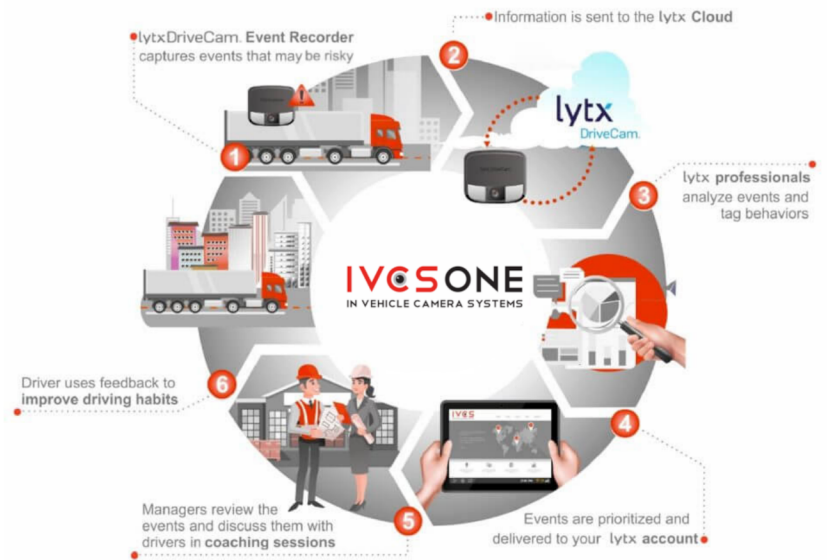 lytx DriveCam. Event Recorder
captures events that may be risky
1
2
Information is sent to the lytx Cloud
lytx
DriveCam.
3
lytx professionals
analyze events and
tag behaviors
IVCSONE
IN VEHICLE CAMERA SYSTEMS
4
IVCS
Events are prioritized and
delivered to your lytx account
5
Managers review the
events and discuss them with
drivers in coaching sessions
6
Driver uses feedback to
improve driving habits